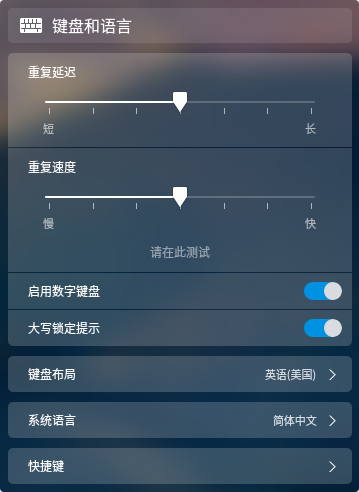 键盘和语言
重复延迟
短 长
重复速度
慢 快
请在此测试
启用数字键盘
大写锁定提示
键盘布局 英语(美国)
系统语言 简体中文
快捷键